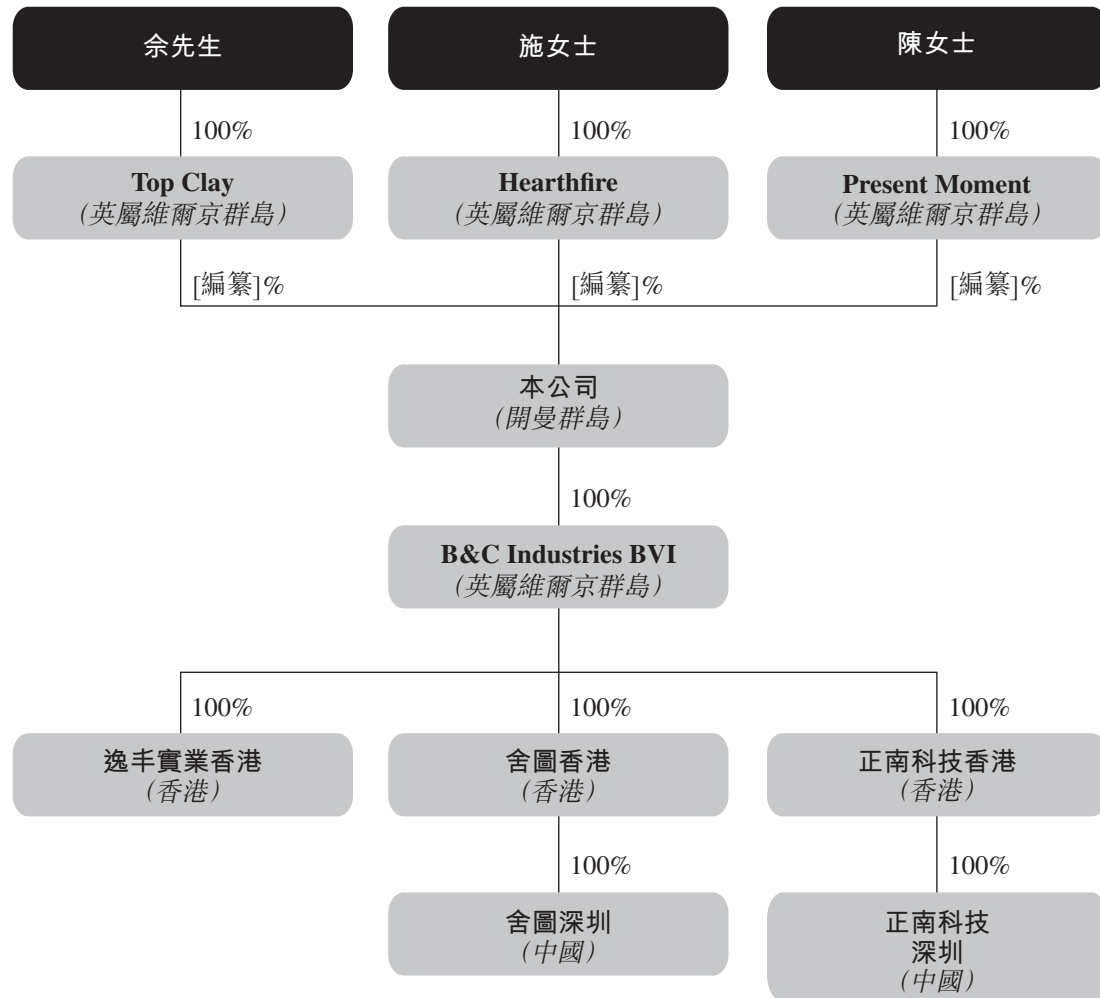 佘先生
施女士
陳女士
100%
100%
100%
Top Clay
(英屬維爾京群島)
Hearthfire
(英屬維爾京群島)
Present Moment
(英屬維爾京群島)
[編纂]%
[編纂]%
[編纂]%
本公司
(開曼群島)
100%
B&C Industries BVI
(英屬維爾京群島)
100%
100%
100%
逸丰實業香港
(香港)
舍圖香港
(香港)
正南科技香港
(香港)
100%
100%
舍圖深圳
(中國)
正南科技
深圳
(中國)